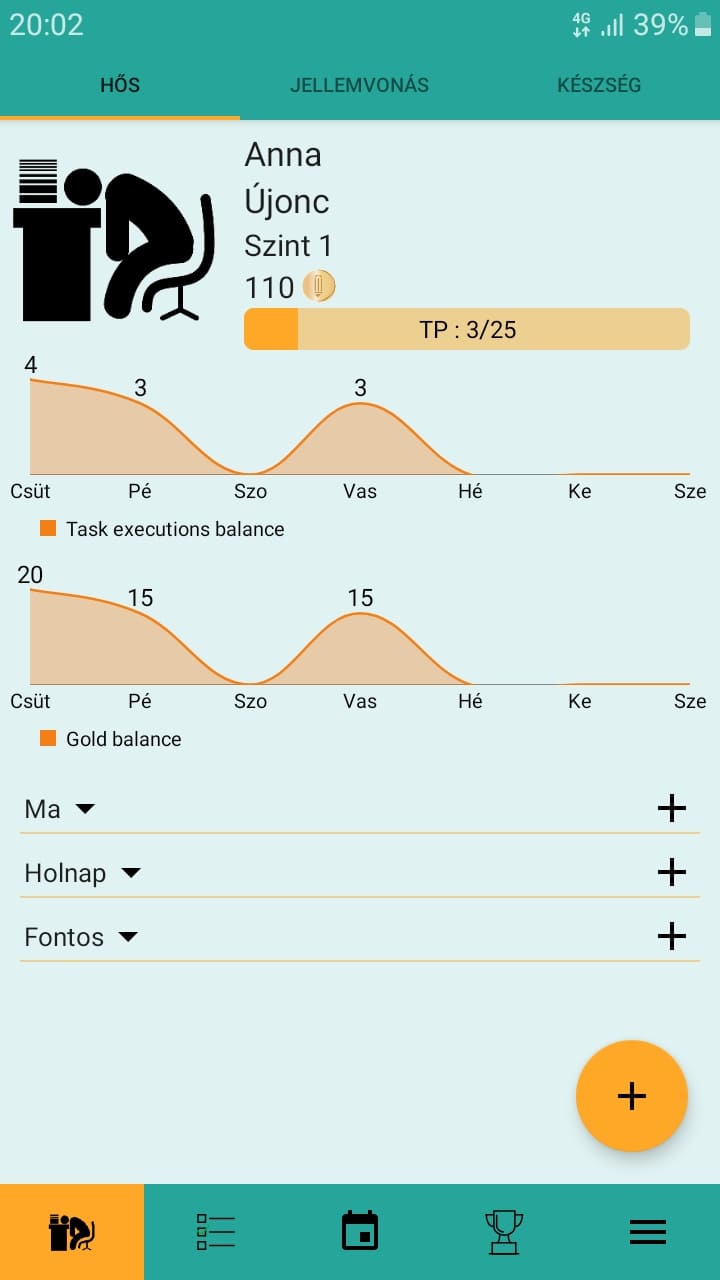 20:02 4G 39%
HŐS JELLEMVONÁS KÉSZSÉG
Anna
Újonc
Szint 1
110
TP : 3/25
4 3 3
Csüt Pé Szo Vas Hé Ke Sze
Task executions balance
20 15 15
Csüt Pé Szo Vas Hé Ke Sze
Gold balance
Ma
Holnap
Fontos